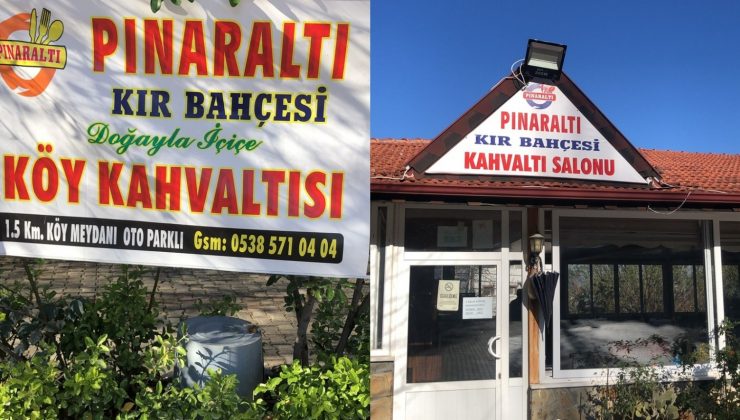 PINARALTI
PINARALTI
KIR BAHÇESİ
Doğayla İçiçe
KÖY KAHVALTISI
1.5 Km. KÖY MEYDANI OTO PARKLI Gsm: 0538 571 04 04
PINARALTI
PINARALTI
KIR BAHÇESİ
KAHVALTI SALONU